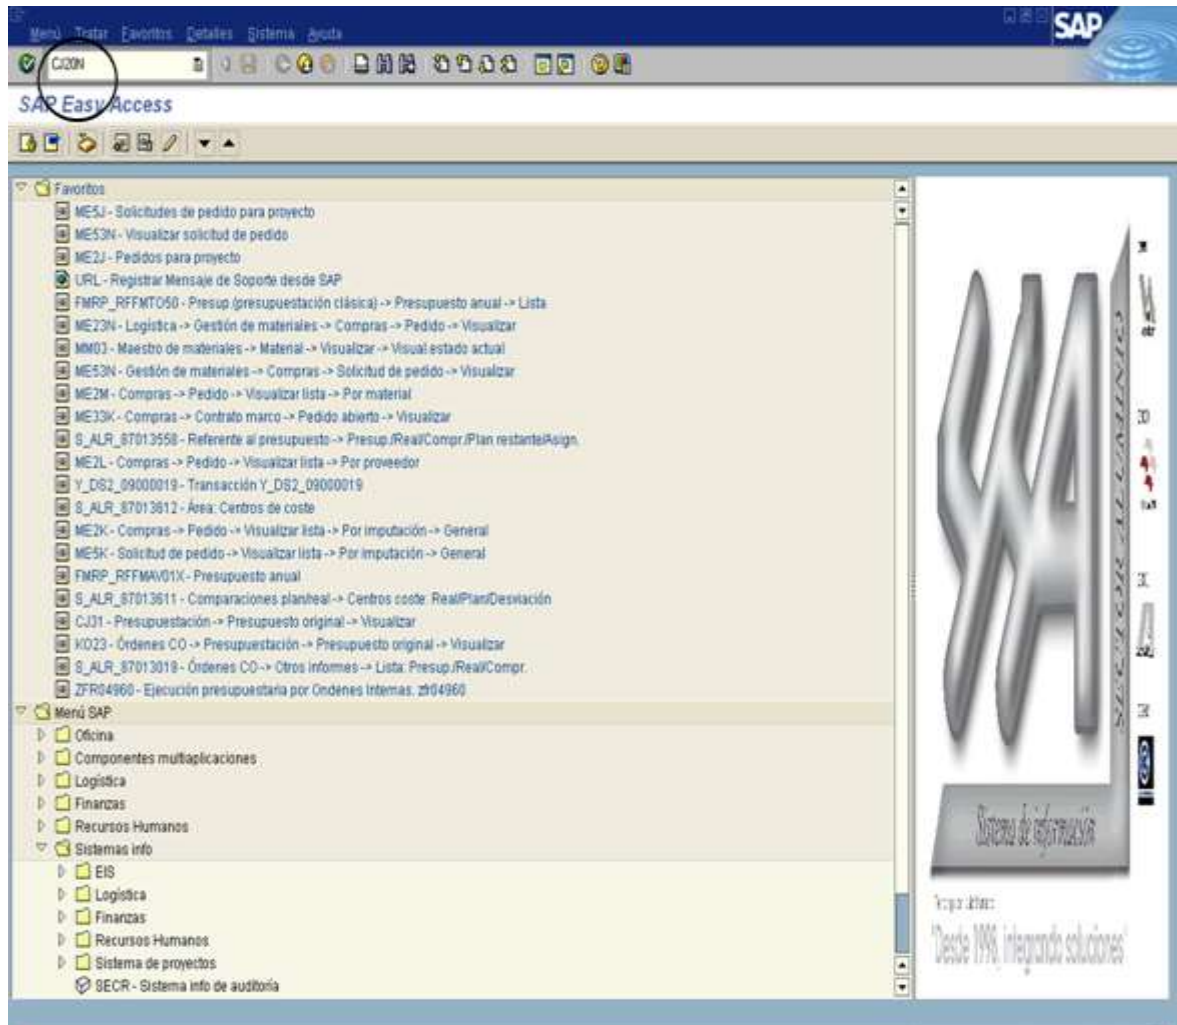 Menú Tratar Favoritos Detalles Sistema Ayuda
SAP
CJ20N
SAP Easy Access
Favoritos
ME5J - Solicitudes de pedido para proyecto
ME53N - Visualizar solicitud de pedido
ME2J - Pedidos para proyecto
URL - Registrar Mensaje de Soporte desde SAP
FMRP_RFFMTO50 - Presup.(presupuestación clásica) -> Presupuesto anual -> Lista
ME23N - Logística -> Gestión de materiales -> Compras -> Pedido -> Visualizar
MM03 - Maestro de materiales -> Material -> Visualizar -> Visual.estado actual
ME53N - Gestión de materiales -> Compras -> Solicitud de pedido -> Visualizar
ME2M - Compras -> Pedido -> Visualizar lista -> Por material
ME33K - Compras -> Contrato marco -> Pedido abierto -> Visualizar
S_ALR_87013558 - Referente al presupuesto -> Presup./Real/Compr./Plan restante/Asign.
ME2L - Compras -> Pedido -> Visualizar lista -> Por proveedor
Y_DS2_09000019 - Transacción Y_DS2_09000019
S_ALR_87013612 - Área: Centros de coste
ME2K - Compras -> Pedido -> Visualizar lista -> Por imputación -> General
ME5K - Solicitud de pedido -> Visualizar lista -> Por imputación -> General
FMRP_RFFMAV01X - Presupuesto anual
S_ALR_87013611 - Comparaciones plan/real -> Centros coste: Real/Plan/Desviación
CJ31 - Presupuestación -> Presupuesto original -> Visualizar
KO23 - Órdenes CO -> Presupuestación -> Presupuesto original -> Visualizar
S_ALR_87013019 - Órdenes CO -> Otros informes -> Lista: Presup./Real/Compr.
ZFR04960 - Ejecución presupuestaria por Ordenes Internas. zfr04960
Menú SAP
Oficina
Componentes multiaplicaciones
Logística
Finanzas
Recursos Humanos
Sistemas info
EIS
Logística
Finanzas
Recursos Humanos
Sistema de proyectos
SECR - Sistema info de auditoría
Sistema de información
"Desde 1998, integrando soluciones"